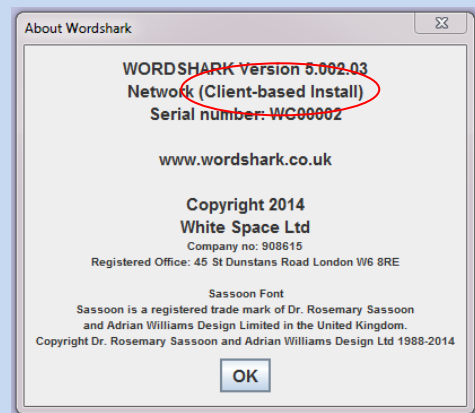 About Wordshark
WORDSHARK Version 5.002.03
Network (Client-based Install)
Serial number: WC00002
www.wordshark.co.uk
Copyright 2014
White Space Ltd
Company no: 908615
Registered Office: 45 St Dunstans Road London W6 8RE
Sassoon Font
Sassoon is a registered trade mark of Dr. Rosemary Sassoon
and Adrian Williams Design Limited in the United Kingdom.
Copyright Dr. Rosemary Sassoon and Adrian Williams Design Ltd 1988-2014
OK